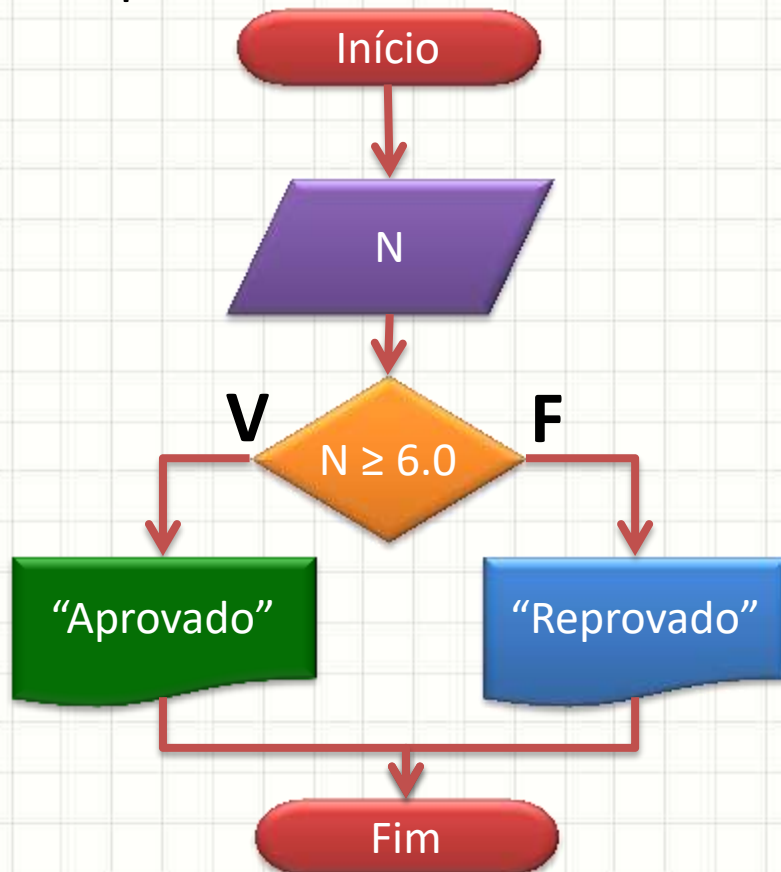 Início
N
V
N ≥ 6.0
F
“Aprovado”
“Reprovado”
Fim